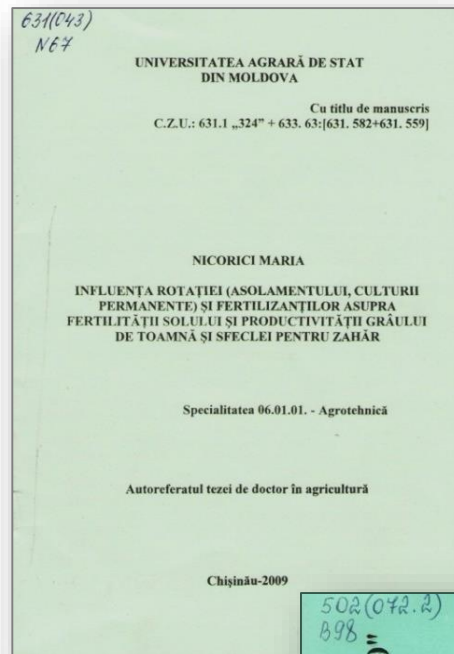 631(043)
N67
UNIVERSITATEA AGRARĂ DE STAT
DIN MOLDOVA
Cu titlu de manuscris
C.Z.U.: 631.1 „324” + 633. 63:[631. 582+631. 559]
NICORICI MARIA
INFLUENȚA ROTAȚIEI (ASOLAMENTULUI, CULTURII
PERMANENTE) ȘI FERTILIZANȚILOR ASUPRA
FERTILITĂȚII SOLULUI ȘI PRODUCTIVITĂȚII GRÂULUI
DE TOAMNĂ ȘI SFECLEI PENTRU ZAHĂR
Specialitatea 06.01.01. - Agrotehnică
Autoreferatul tezei de doctor în agricultură
Chișinău-2009
502(072.2)
B98